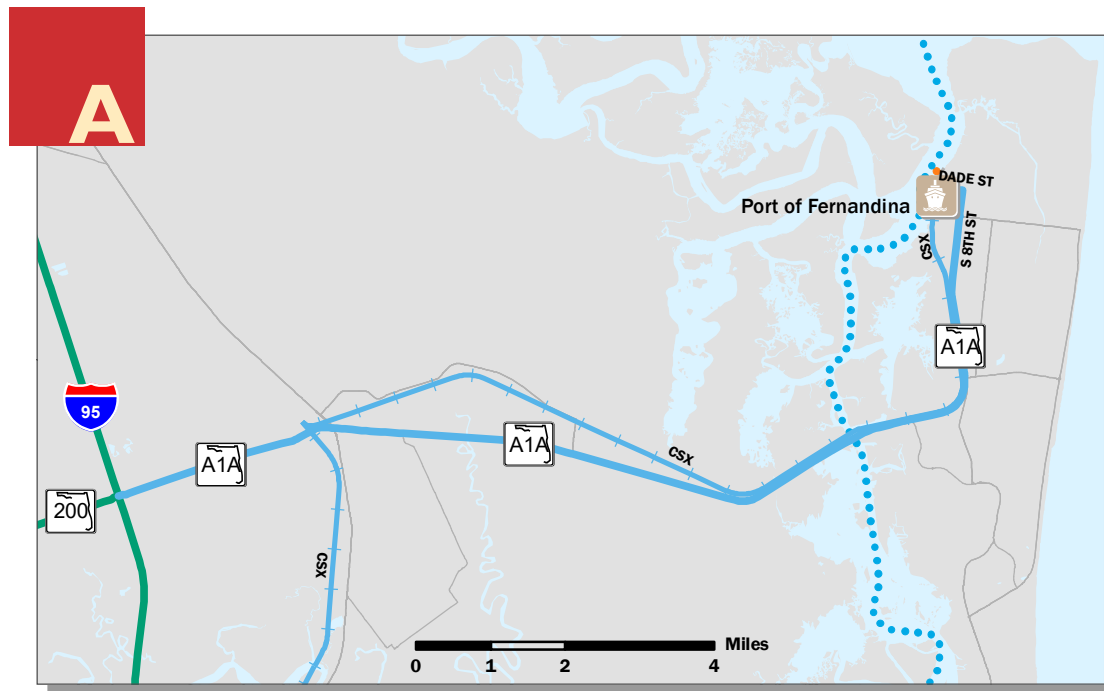 A
DADE ST
Port of Fernandina
CSX
S 8TH ST
A1A
95
A1A
A1A
CSX
200
CSX
Miles
0 1 2 4